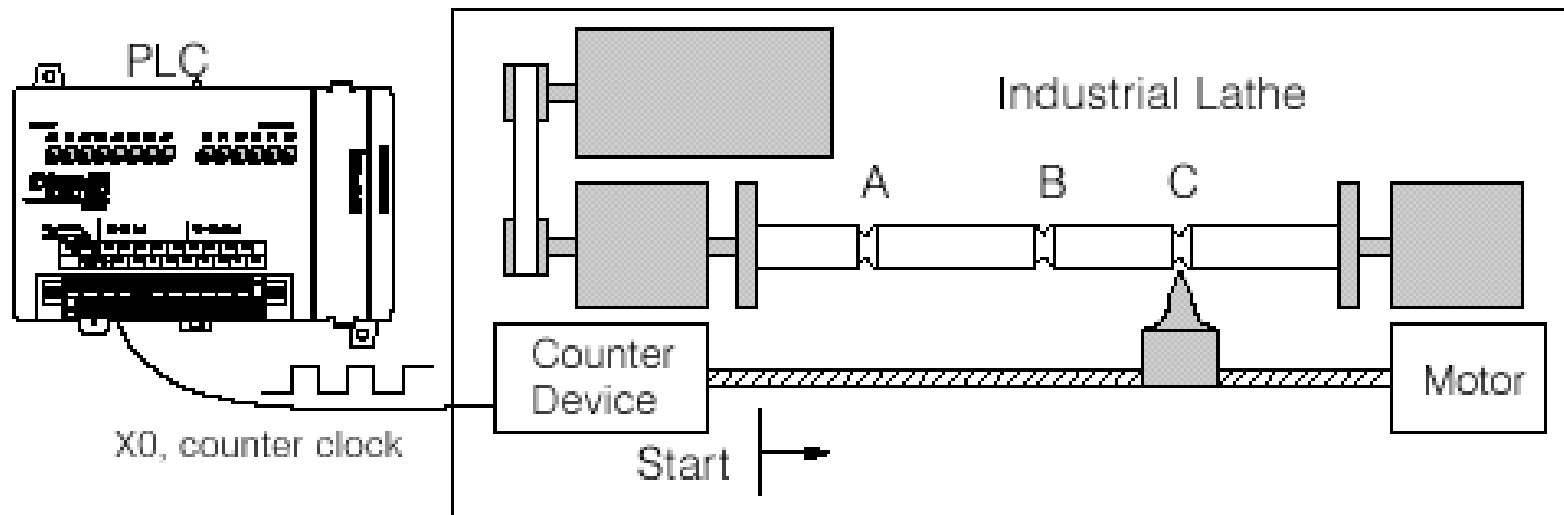 PLC
Industrial Lathe
A B C
Counter
Device
Motor
X0, counter clock
Start